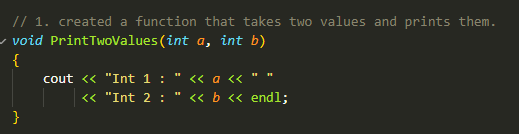 // 1. created a function that takes two values and prints them.
void PrintTwoValues(int a, int b)
{
    cout << "Int 1 : " << a << " "
         << "Int 2 : " << b << endl;
}